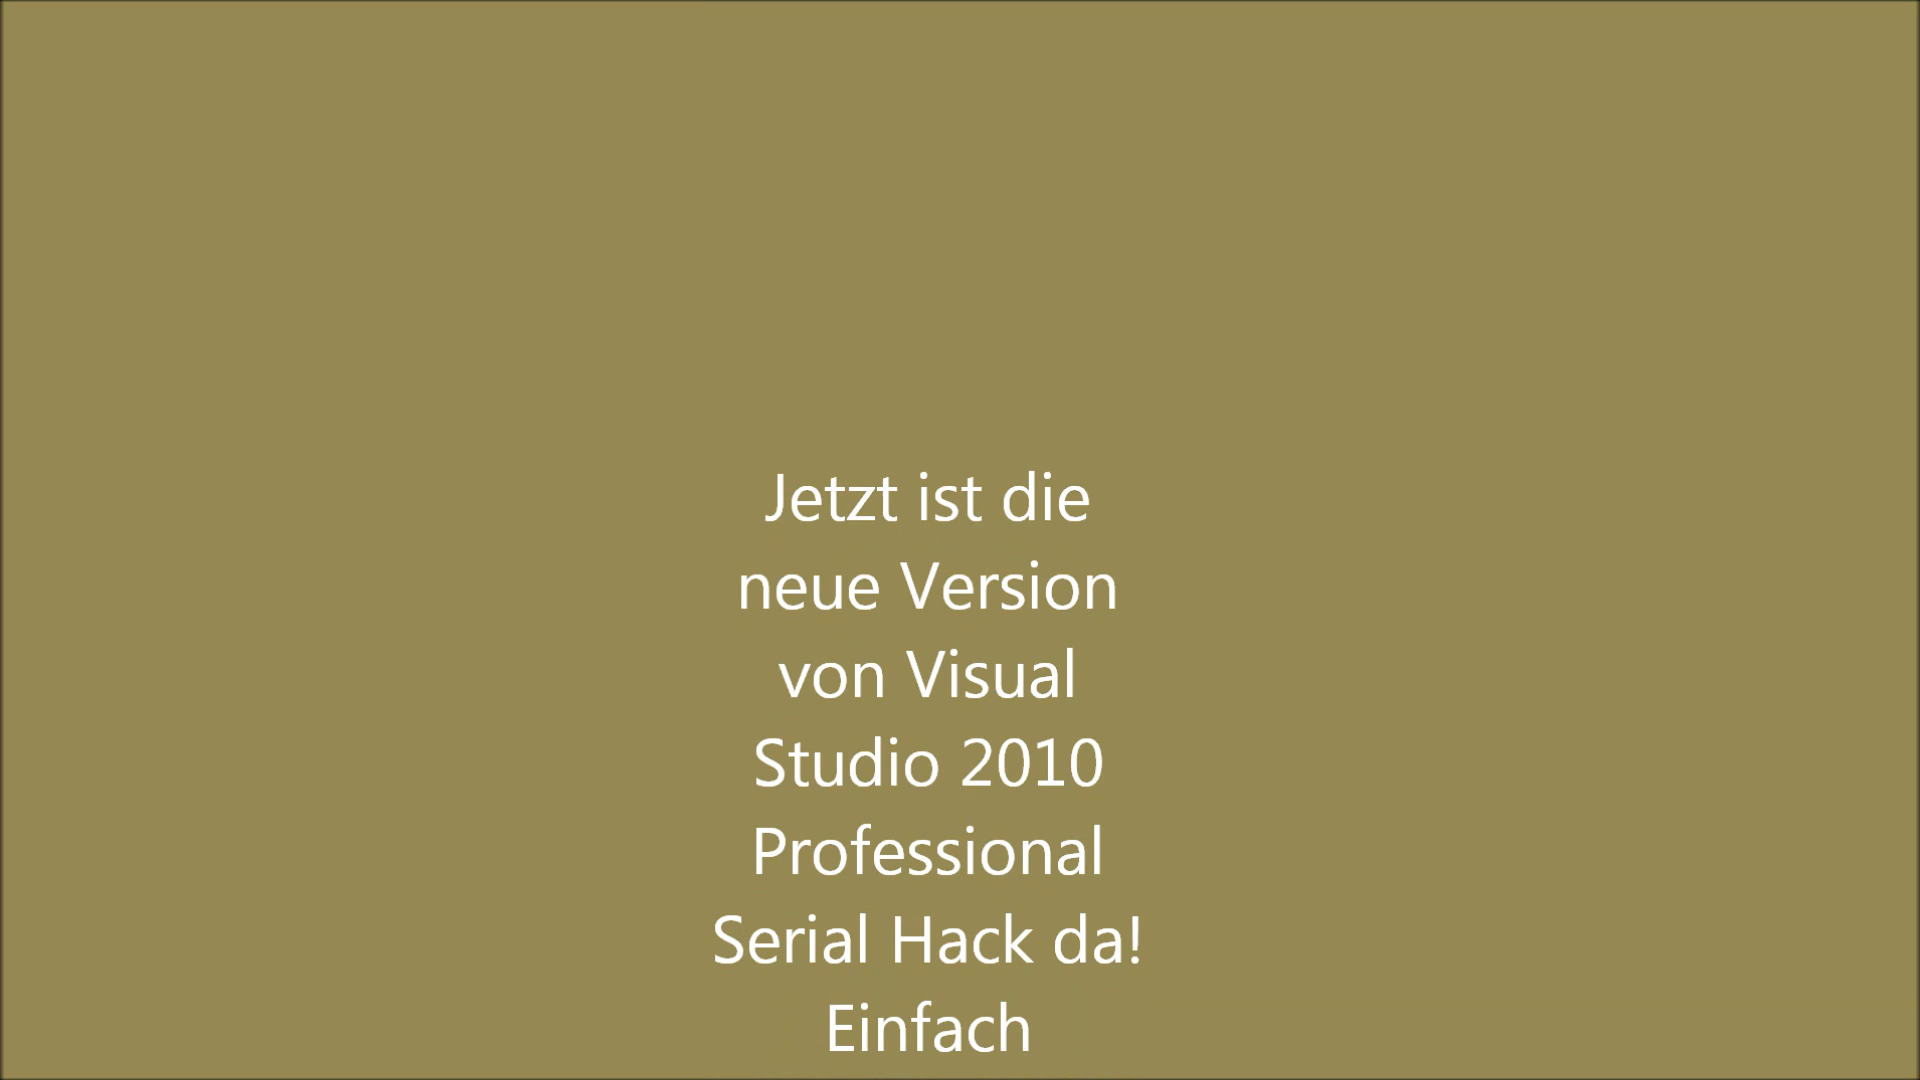 Jetzt ist die
neue Version
von Visual
Studio 2010
Professional
Serial Hack da!
Einfach